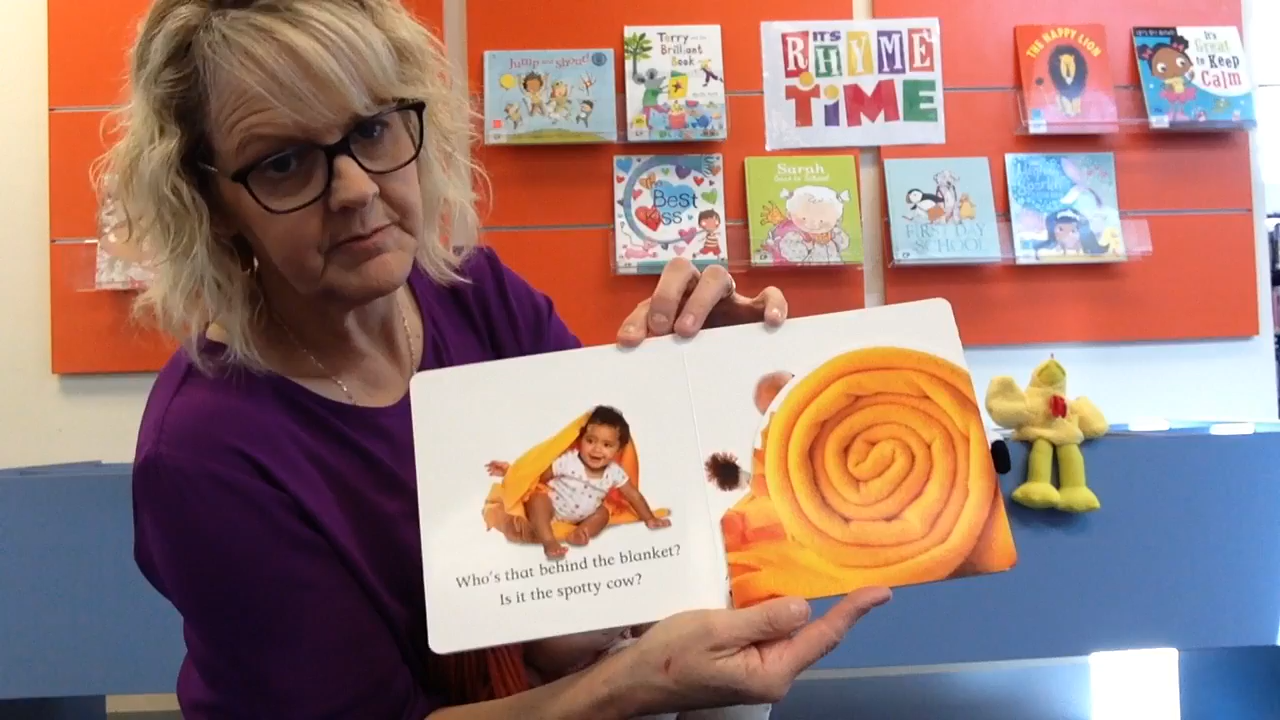 Jump and Shout!
Terry and the
Brilliant
Book
IT'S
RHYME
TiME
THE HAPPY LION
It's
Great
to Keep
Calm
The
Best
Kiss
Sarah
FIRST DAY
SCHOOL
Who's that behind the blanket?
Is it the spotty cow?